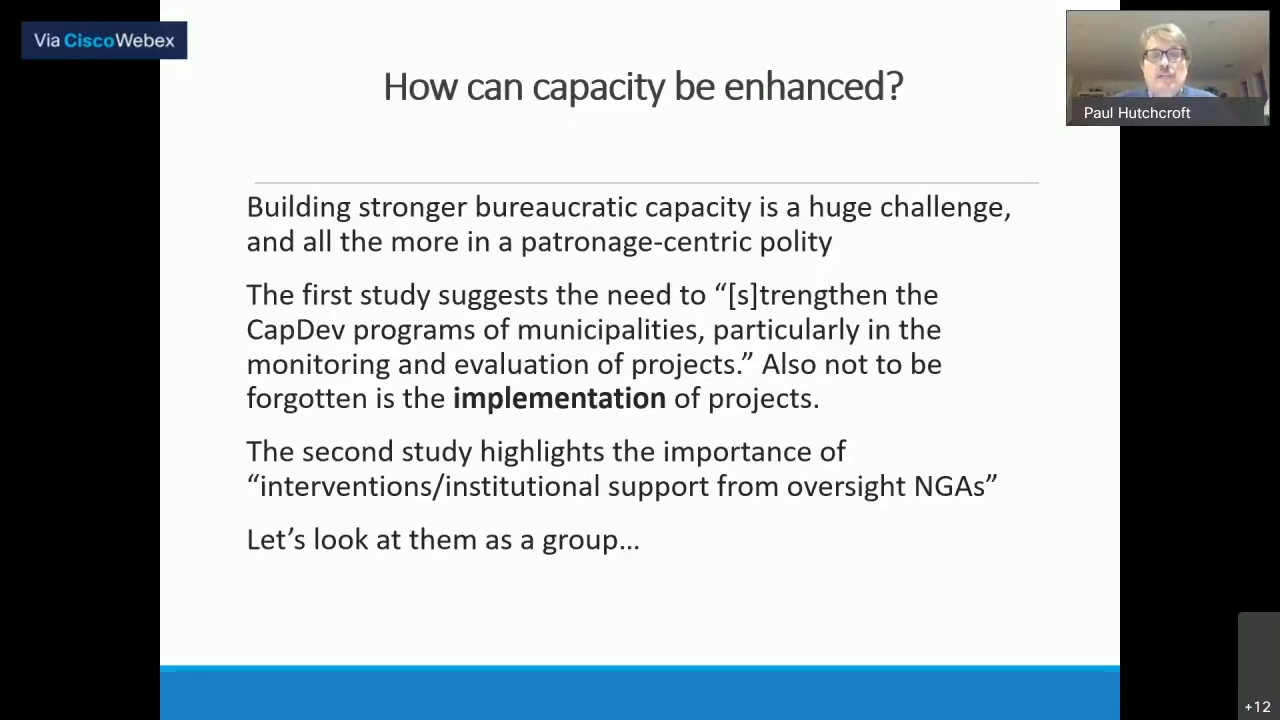 Via CiscoWebex
How can capacity be enhanced?
Paul Hutchcroft
Building stronger bureaucratic capacity is a huge challenge,
and all the more in a patronage-centric polity
The first study suggests the need to “[s]trengthen the
CapDev programs of municipalities, particularly in the
monitoring and evaluation of projects.” Also not to be
forgotten is the implementation of projects.
The second study highlights the importance of
“interventions/institutional support from oversight NGAs”
Let’s look at them as a group…
+12